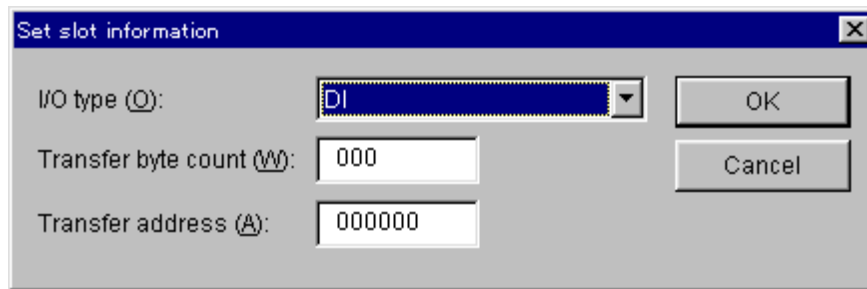 Set slot information
I/O type (O): DI OK
Transfer byte count (W): 000 Cancel
Transfer address (A): 000000